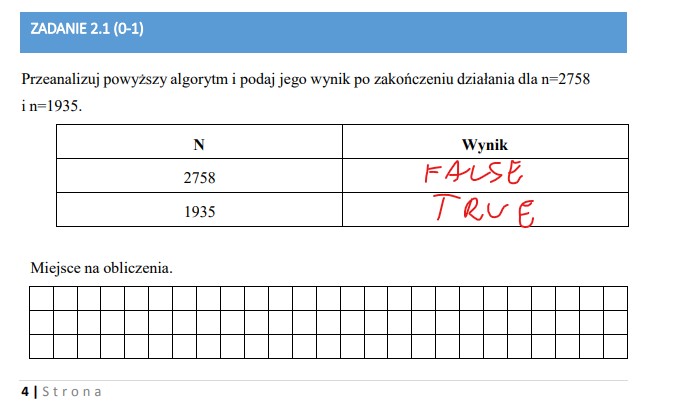 ZADANIE 2.1 (0-1)
Przeanalizuj powyższy algorytm i podaj jego wynik po zakończeniu działania dla n=2758
i n=1935.
N Wynik
2758 FALSE
1935 TRUE
Miejsce na obliczenia.
4 | Strona